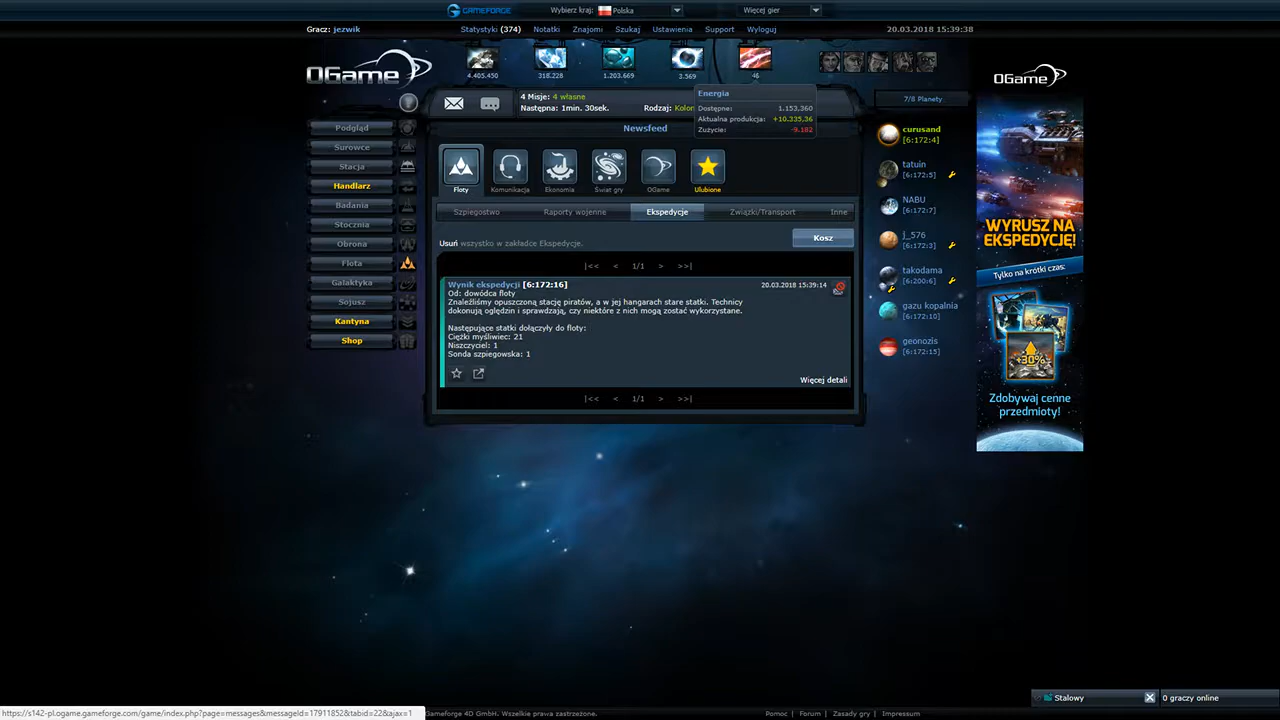 GAMEFORGE
Wybierz kraj:
Polska
Więcej gier
Gracz: jezwik
Statystyki (374)
Notatki
Znajomi
Szukaj
Ustawienia
Support
Wyloguj
20.03.2018 15:39:38
OGame
4.405.450
318.228
1.203.669
3.569
46
OGame
4 Misje: 4 własne
Następna: 1min. 30sek.
Rodzaj: Kolon
Energia
Dostępne: 1.153,360
Aktualna produkcja: +10.335,36
Zużycie: -9.182
7/8 Planety
Newsfeed
Podgląd
Surowce
Stacja
Handlarz
Badania
Stocznia
Obrona
Flota
Galaktyka
Sojusz
Kantyna
Shop
Floty
Komunikacja
Ekonomia
Świat gry
OGame
Ulubione
Szpiegostwo
Raporty wojenne
Ekspedycje
Związki/Transport
Inne
Usuń wszystko w zakładce Ekspedycje.
Kosz
|<< < 1/1 > >>|
Wynik ekspedycji [6:172:16]
20.03.2018 15:39:14
Od: dowódca floty
Znaleźliśmy opuszczoną stację piratów, a w jej hangarach stare statki. Technicy
dokonują oględzin i sprawdzają, czy niektóre z nich mogą zostać wykorzystane.
Następujące statki dołączyły do floty:
Ciężki myśliwiec: 21
Niszczyciel: 1
Sonda szpiegowska: 1
Więcej detali
|<< < 1/1 > >>|
curusand
[6:172:4]
tatuin
[6:172:5]
NABU
[6:172:7]
j_576
[6:172:3]
takodama
[6:200:6]
gazu kopalnia
[6:172:10]
geonozis
[6:172:15]
WYRUSZ NA
EKSPEDYCJĘ!
Tylko na krótki czas:
+30%
Zdobywaj cenne
przedmioty!
Stalowy
0 graczy online
https://s142-pl.ogame.gameforge.com/game/index.php?page=messages&messageId=17911852&tabid=22&ajax=1
Gameforge 4D GmbH. Wszelkie prawa zastrzeżone.
Pomoc
Forum
Zasady gry
Impressum